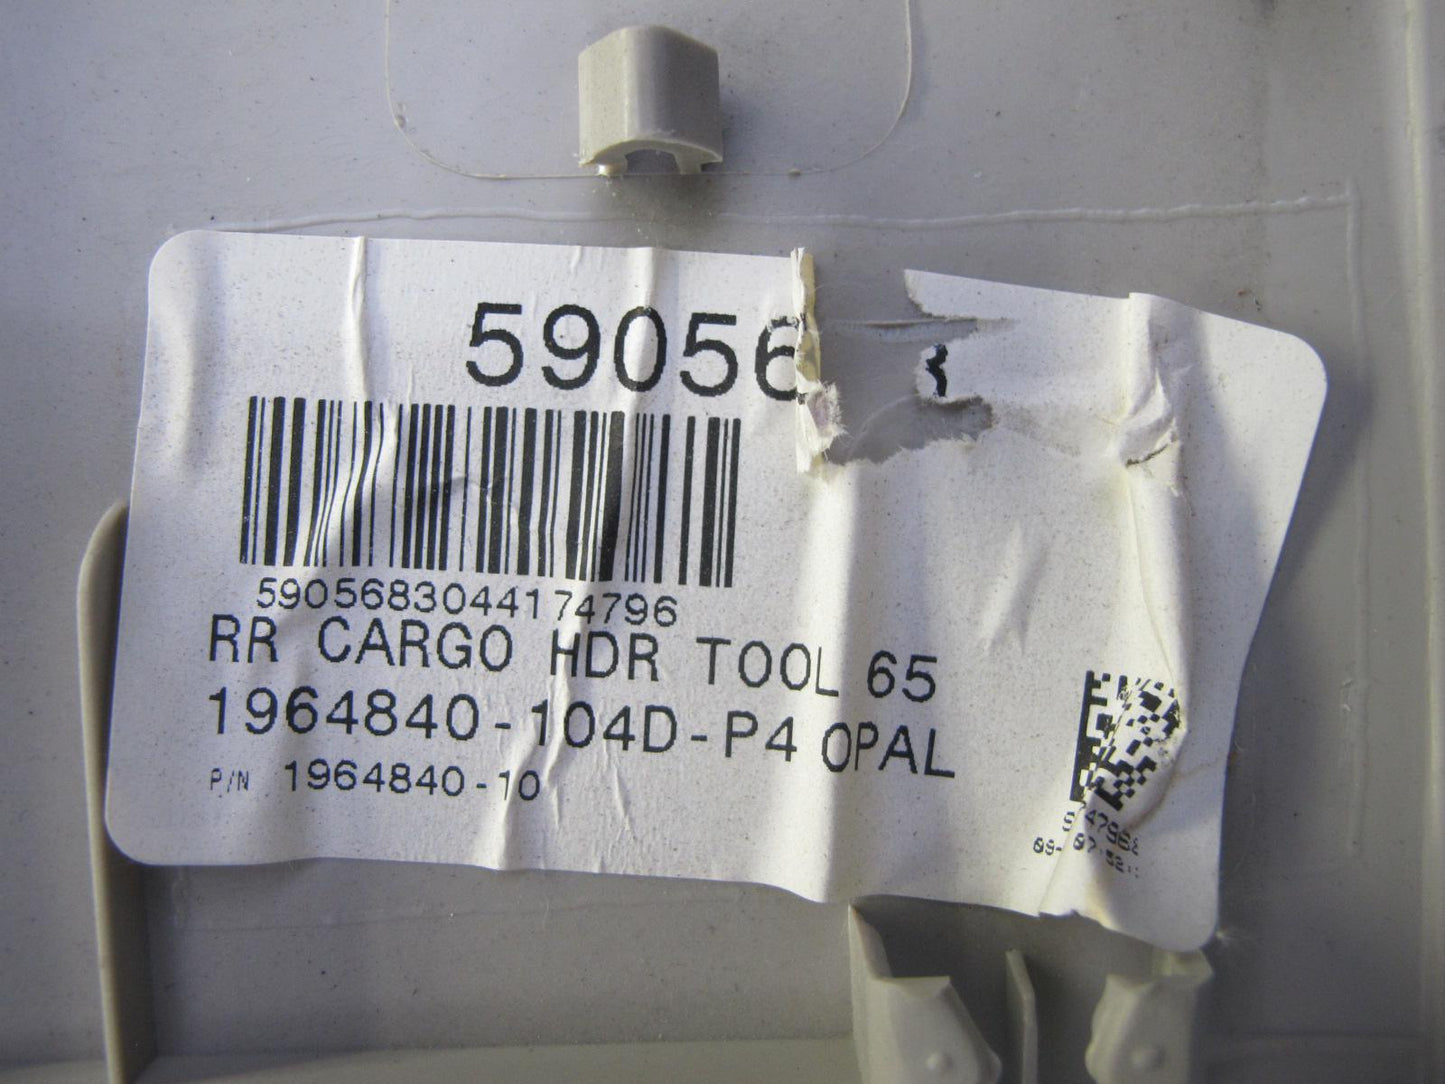 59056
5905683044174796
RR CARGO HDR TOOL 65
1964840-104D-P4 OPAL
P/N 1964840-10